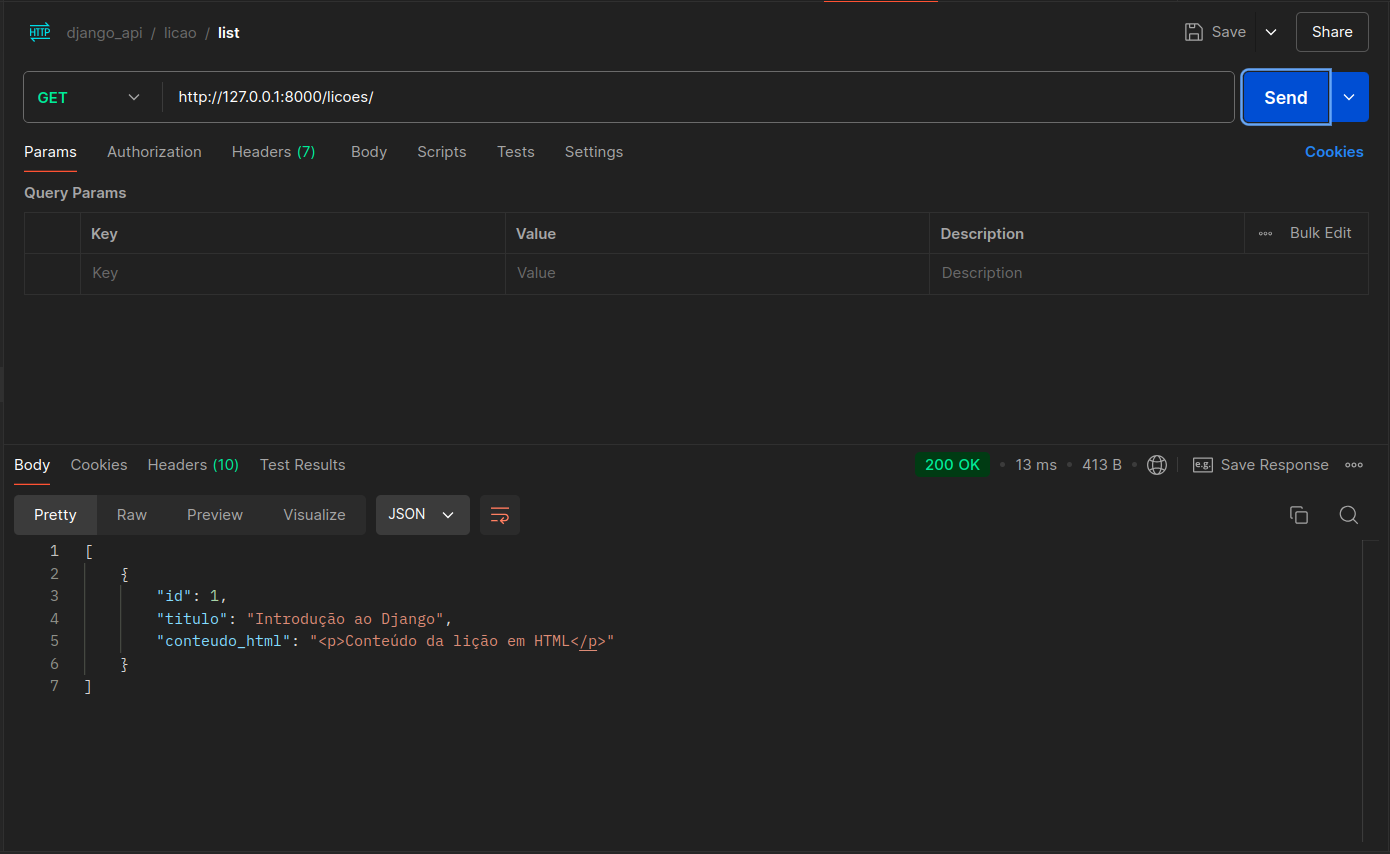 HTTP django_api / licao / list Save Share
GET http://127.0.0.1:8000/licoes/ Send
Params Authorization Headers (7) Body Scripts Tests Settings Cookies
Query Params
Key Value Description Bulk Edit
Key Value Description
Body Cookies Headers (10) Test Results 200 OK 13 ms 413 B e.g. Save Response
Pretty Raw Preview Visualize JSON
1 [
2 {
3 "id": 1,
4 "titulo": "Introdução ao Django",
5 "conteudo_html": "<p>Conteúdo da lição em HTML</p>"
6 }
7 ]